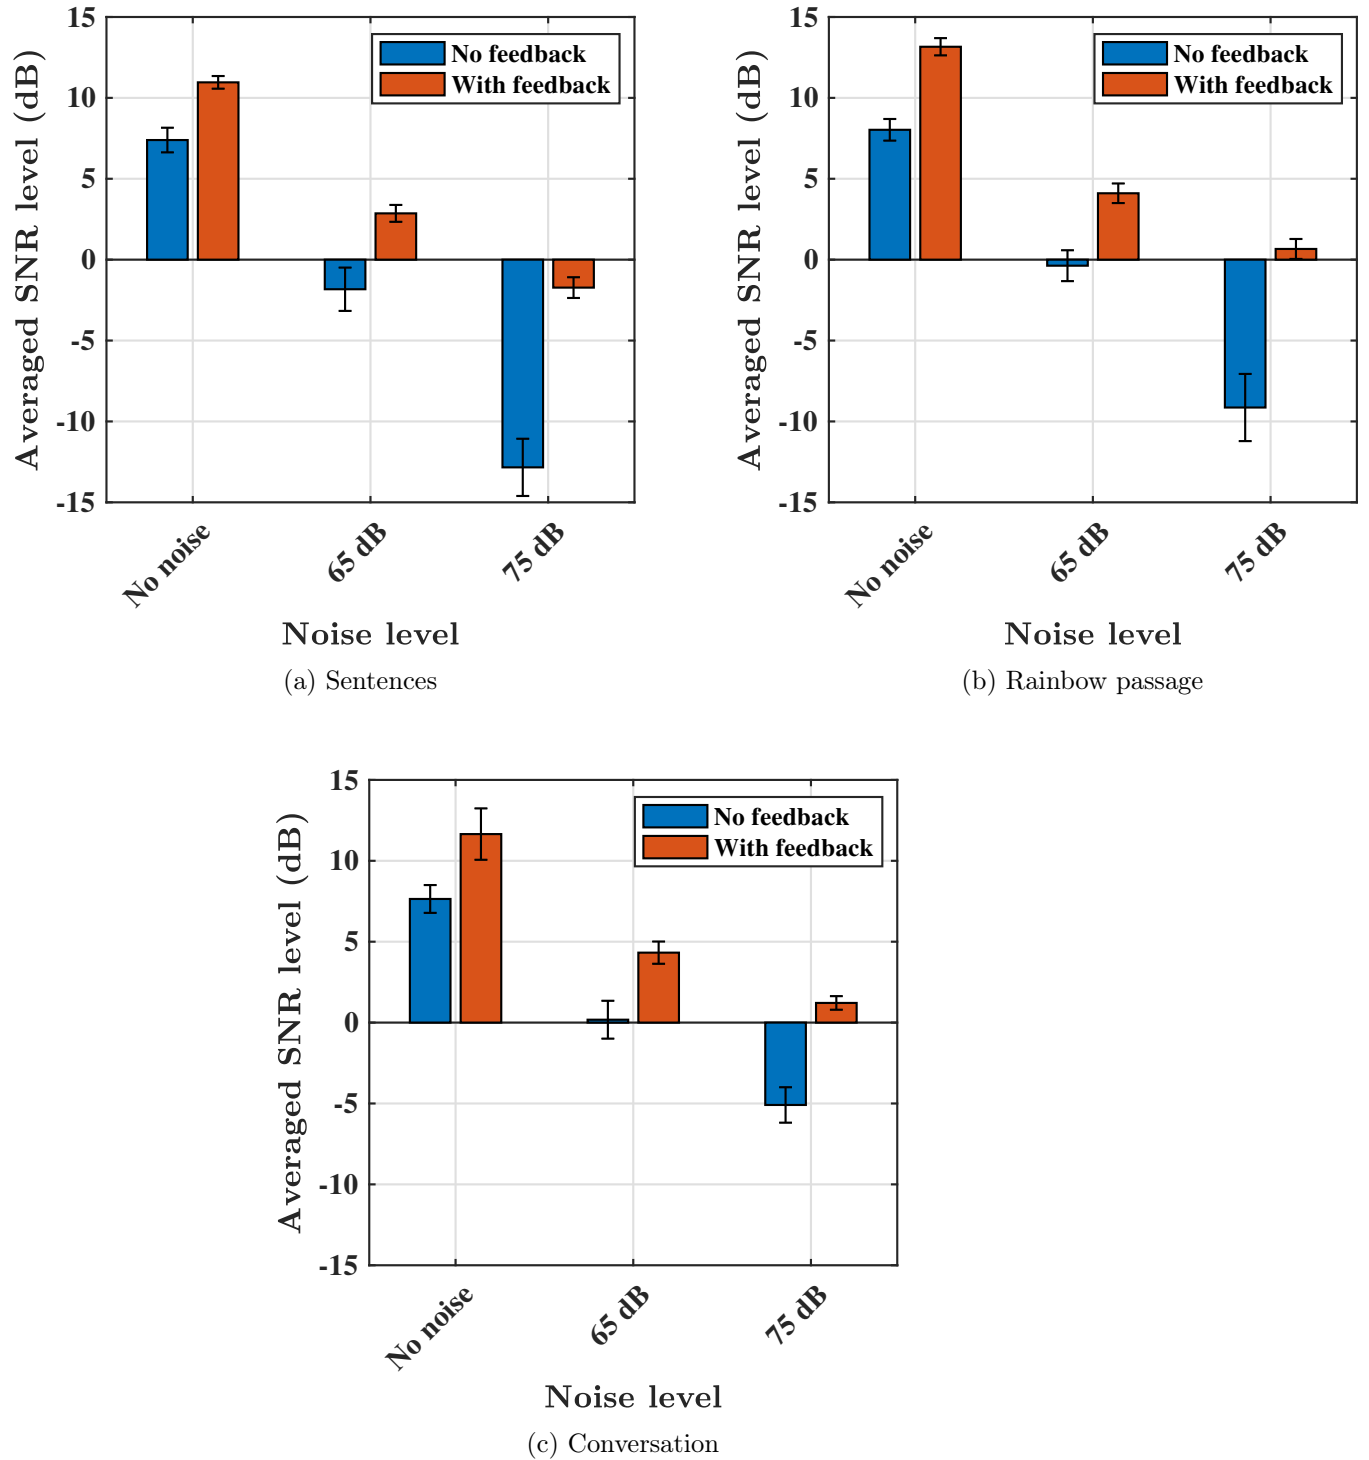 Averaged SNR level (dB)
15
10
5
0
-5
-10
-15
No feedback
With feedback
No noise
65 dB
75 dB
Noise level
(a) Sentences
Averaged SNR level (dB)
15
10
5
0
-5
-10
-15
No feedback
With feedback
No noise
65 dB
75 dB
Noise level
(b) Rainbow passage
Averaged SNR level (dB)
15
10
5
0
-5
-10
-15
No feedback
With feedback
No noise
65 dB
75 dB
Noise level
(c) Conversation